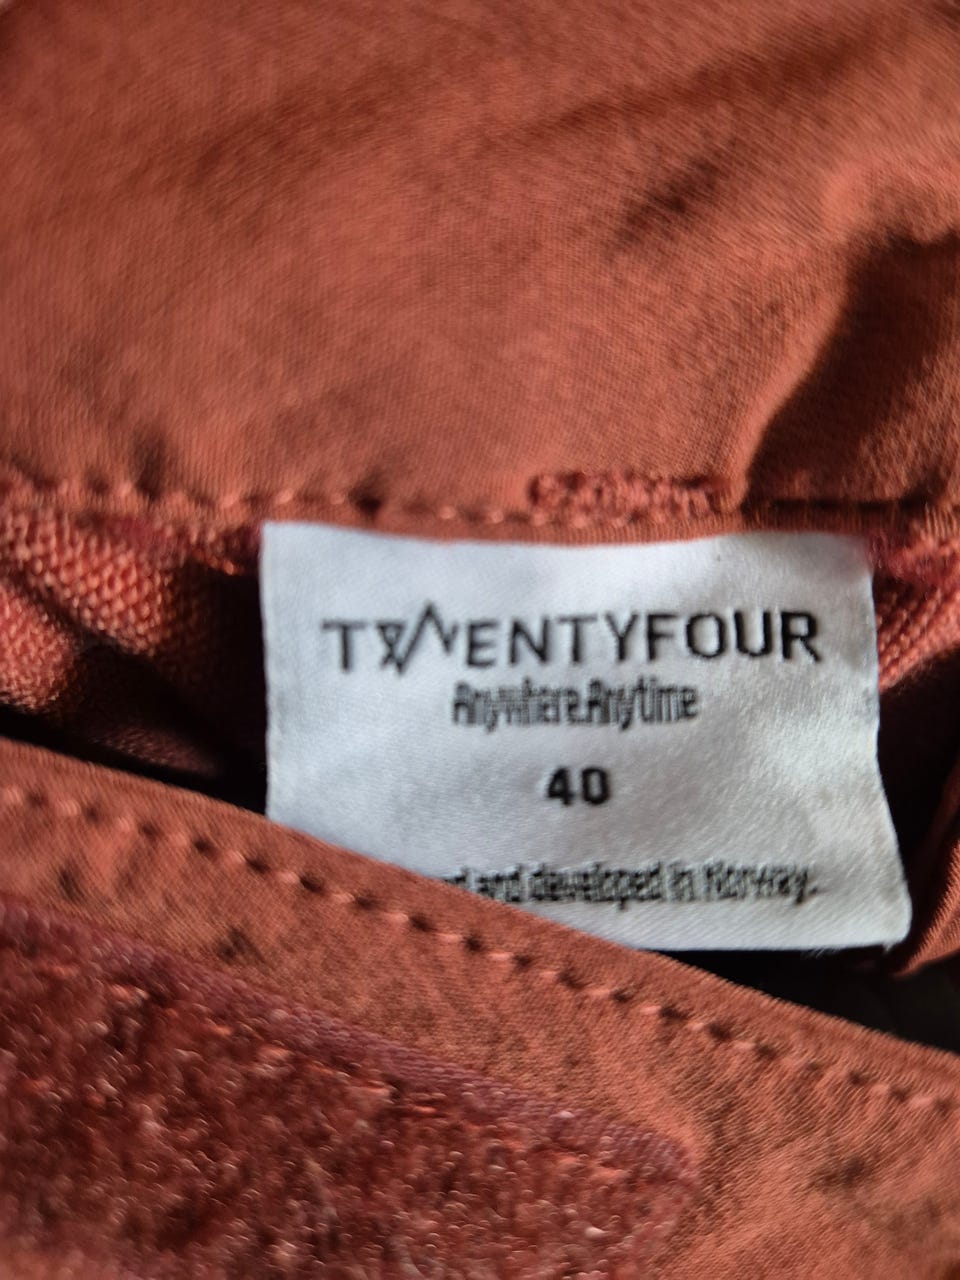 TWENTYFOUR
Anywhere.Anytime
40
and developed in Norway.